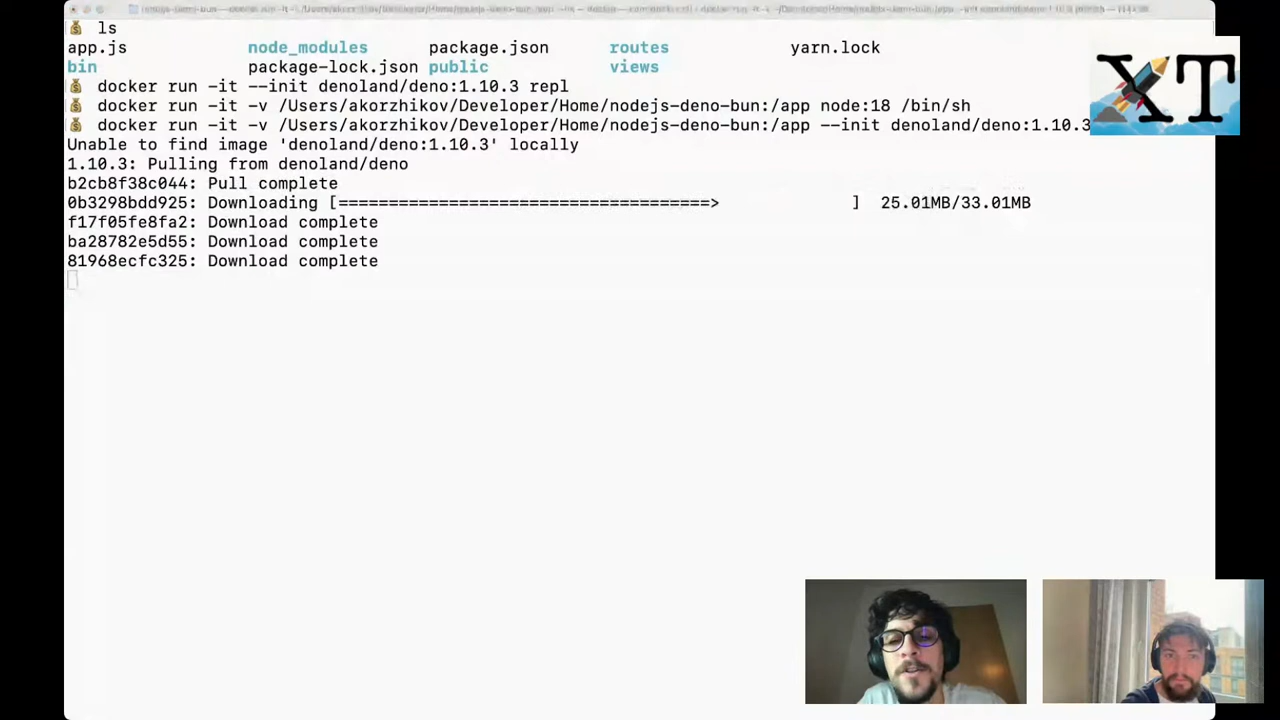 ls
app.js node_modules package.json routes yarn.lock
bin package-lock.json public views
docker run -it --init denoland/deno:1.10.3 repl
docker run -it -v /Users/akorzhikov/Developer/Home/nodejs-deno-bun:/app node:18 /bin/sh
docker run -it -v /Users/akorzhikov/Developer/Home/nodejs-deno-bun:/app --init denoland/deno:1.10.3
Unable to find image 'denoland/deno:1.10.3' locally
1.10.3: Pulling from denoland/deno
b2cb8f38c044: Pull complete
0b3298bdd925: Downloading [=====================================> ] 25.01MB/33.01MB
f17f05fe8fa2: Download complete
ba28782e5d55: Download complete
81968ecfc325: Download complete
XT